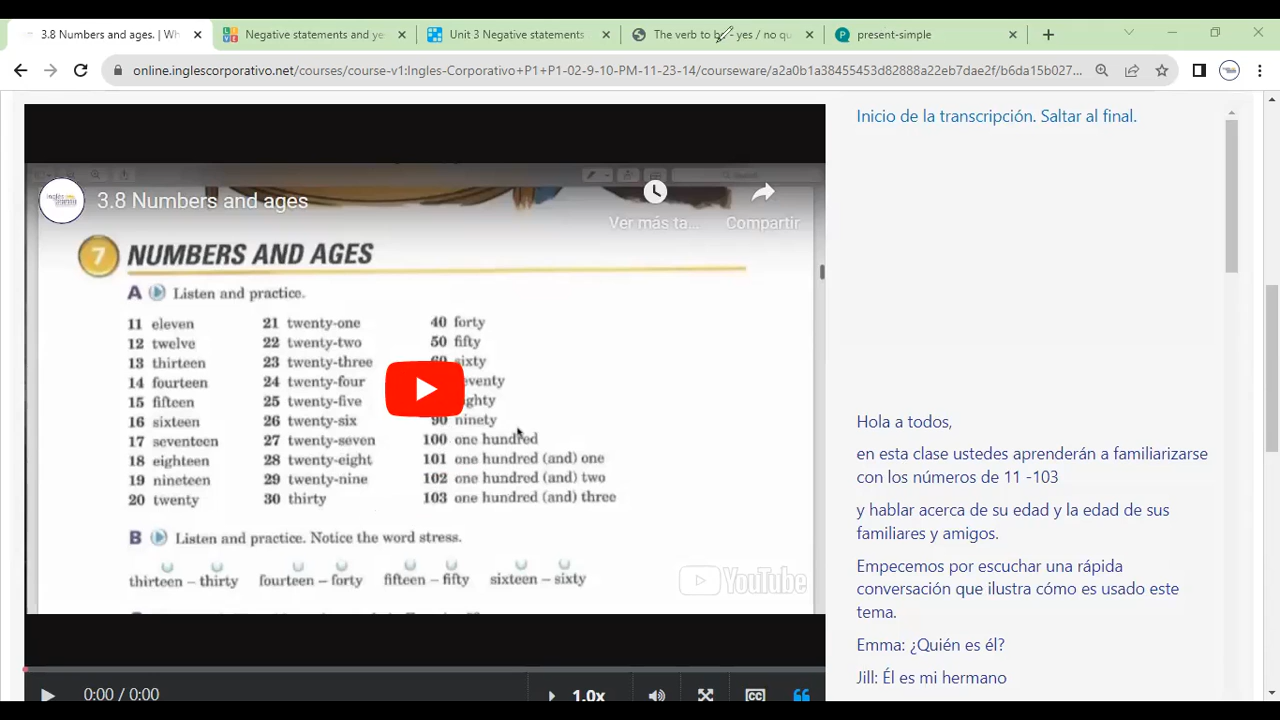 3.8 Numbers and ages. | Wh
Negative statements and ye
Unit 3 Negative statements
The verb to be - yes / no qu
present-simple
online.inglescorporativo.net/courses/course-v1:Ingles-Corporativo+P1+P1-02-9-10-PM-11-23-14/courseware/a2a0b1a38455453d82888a22eb7dae2f/b6da15b027...
Inicio de la transcripción. Saltar al final.
3.8 Numbers and ages
Ver más ta...
Compartir
7 NUMBERS AND AGES
A Listen and practice.
11 eleven 21 twenty-one 40 forty
12 twelve 22 twenty-two 50 fifty
13 thirteen 23 twenty-three 60 sixty
14 fourteen 24 twenty-four
15 fifteen 25 twenty-five
16 sixteen 26 twenty-six 90 ninety
17 seventeen 27 twenty-seven 100 one hundred
18 eighteen 28 twenty-eight 101 one hundred (and) one
19 nineteen 29 twenty-nine 102 one hundred (and) two
20 twenty 30 thirty 103 one hundred (and) three
B Listen and practice. Notice the word stress.
thirteen – thirty fourteen – forty fifteen – fifty sixteen – sixty
YouTube
0:00 / 0:00
1.0x
CC
Hola a todos,
en esta clase ustedes aprenderán a familiarizarse
con los números de 11 -103
y hablar acerca de su edad y la edad de sus
familiares y amigos.
Empecemos por escuchar una rápida
conversación que ilustra cómo es usado este
tema.
Emma: ¿Quién es él?
Jill: Él es mi hermano